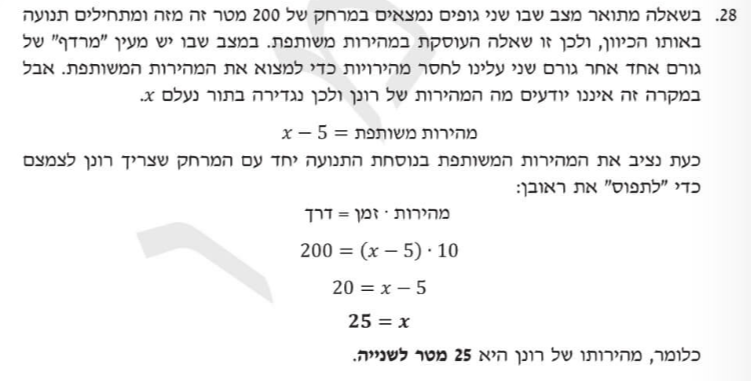 28. בשאלה מתואר מצב שבו שני גופים נמצאים במרחק של 200 מטר זה מזה ומתחילים תנועה
באותו הכיוון, ולכן זו שאלה העוסקת במהירות משותפת. במצב שבו יש מעין "מרדף" של
גורם אחד אחר גורם שני עלינו לחסר מהירויות כדי למצוא את המהירות המשותפת. אבל
במקרה זה איננו יודעים מה המהירות של רונן ולכן נגדירה בתור נעלם x.
x − 5 = מהירות משותפת
כעת נציב את המהירות המשותפת בנוסחת התנועה יחד עם המרחק שצריך רונן לצמצם
כדי "לתפוס" את ראובן:
מהירות · זמן = דרך
200 = (x − 5) · 10
20 = x − 5
25 = x
כלומר, מהירותו של רונן היא 25 מטר לשנייה.